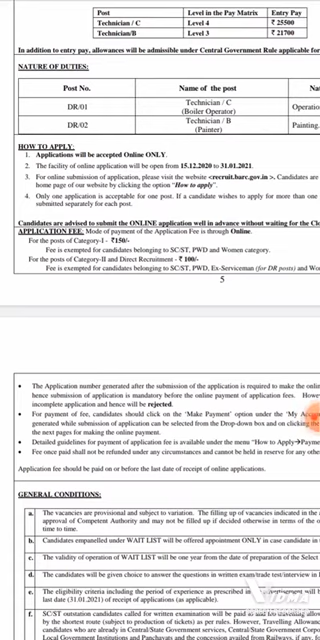 Post Level in the Pay Matrix Entry Pay
Technician / C Level 4 ₹ 25500
Technician/B Level 3 ₹ 21700
In addition to entry pay, allowances will be admissible under Central Government Rule applicable for
NATURE OF DUTIES:
Post No. Name of the post Na
DR/01 Technician / C (Boiler Operator) Operatio
DR/02 Technician / B (Painter) Painting,
HOW TO APPLY:
1. Applications will be accepted Online ONLY.
2. The facility of online application will be open from 15.12.2020 to 31.01.2021.
3. For online submission of application, please visit the website <recruit.barc.gov.in >. Candidates are
home page of our website by clicking the option "How to apply".
4. Only one application is acceptable for one post. If a candidate wishes to apply for more than one
submitted separately for each post.
Candidates are advised to submit the ONLINE application well in advance without waiting for the Clo
APPLICATION FEE: Mode of payment of the Application Fee is through Online.
For the posts of Category-I - ₹150/-
Fee is exempted for candidates belonging to SC/ST, PWD and Women category.
For the posts of Category-II and Direct Recruitment - ₹ 100/-
Fee is exempted for candidates belonging to SC/ST, PWD, Ex-Serviceman (for DR posts) and Wo
5
• The Application number generated after the submission of the application is required to make the onlin
hence submission of application is mandatory before the online payment of application fees. Howe
incomplete application and hence will be rejected.
• For payment of fee, candidates should click on the 'Make Payment' option under the 'My Accou
generated while submission of application can be selected from the Drop-down box and on clicking the
the next pages for making the online payment.
• Detailed guidelines for payment of application fee is available under the menu "How to Apply→Payme
• Fee once paid shall not be refunded under any circumstances and cannot be held in reserve for any othe
Application fee should be paid on or before the last date of receipt of online applications.
GENERAL CONDITIONS:
a. The vacancies are provisional and subject to variation. The filling up of vacancies indicated in the
approval of Competent Authority and may not be filled up if decided otherwise in terms of the o
time to time.
b. Candidates empanelled under WAIT LIST will be offered appointment ONLY in case candidate in
c. The validity of operation of WAIT LIST will be one year from the date of preparation of the Select
d. The candidates will be given choice to answer the questions in written exam/trade test/interview in
e. The eligibility criteria including the period of experience as prescribed in advertisement will
last date (31.01.2021) of receipt of applications (as applicable).
f. SC/ST outstation candidates called for written examination will be paid to and fro travelling
by the shortest route (subject to production of tickets) as per rules. However, Travelling Allowanc
candidates who are already in Central/State Government services, Central/State Government Corpo
Local Government Institutions and Panchayats and the concession availed from Railways, if any, for